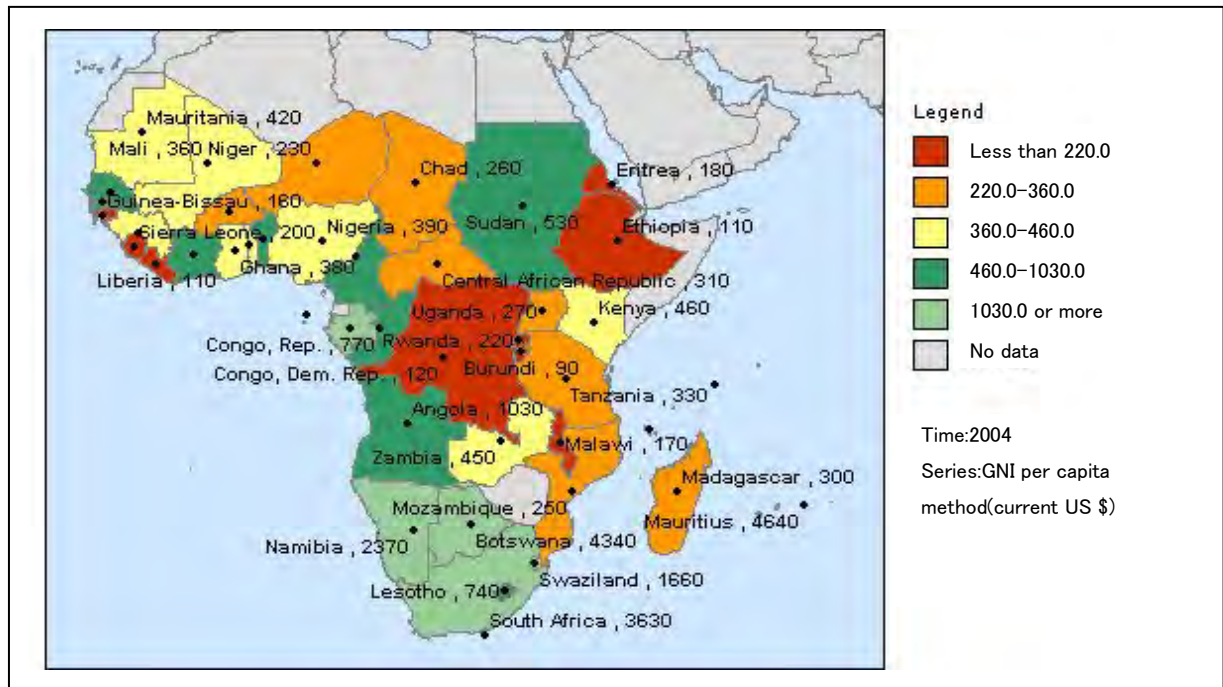 Mauritania , 420
Mali , 360
Niger , 230
Chad , 260
Eritrea , 180
Guinea-Bissau , 160
Sierra Leone , 200
Nigeria , 390
Sudan , 530
Ethiopia , 110
Liberia , 110
Ghana , 380
Central African Republic , 310
Uganda , 270
Kenya , 460
Congo, Rep. , 770
Rwanda , 220
Congo, Dem. Rep. , 120
Burundi , 90
Tanzania , 330
Angola , 1030
Zambia , 450
Malawi , 170
Madagascar , 300
Mozambique , 250
Mauritius , 4640
Namibia , 2370
Botswana , 4340
Swaziland , 1660
Lesotho , 740
South Africa , 3630
Legend
Less than 220.0
220.0-360.0
360.0-460.0
460.0-1030.0
1030.0 or more
No data
Time:2004
Series:GNI per capita
method(current US $)